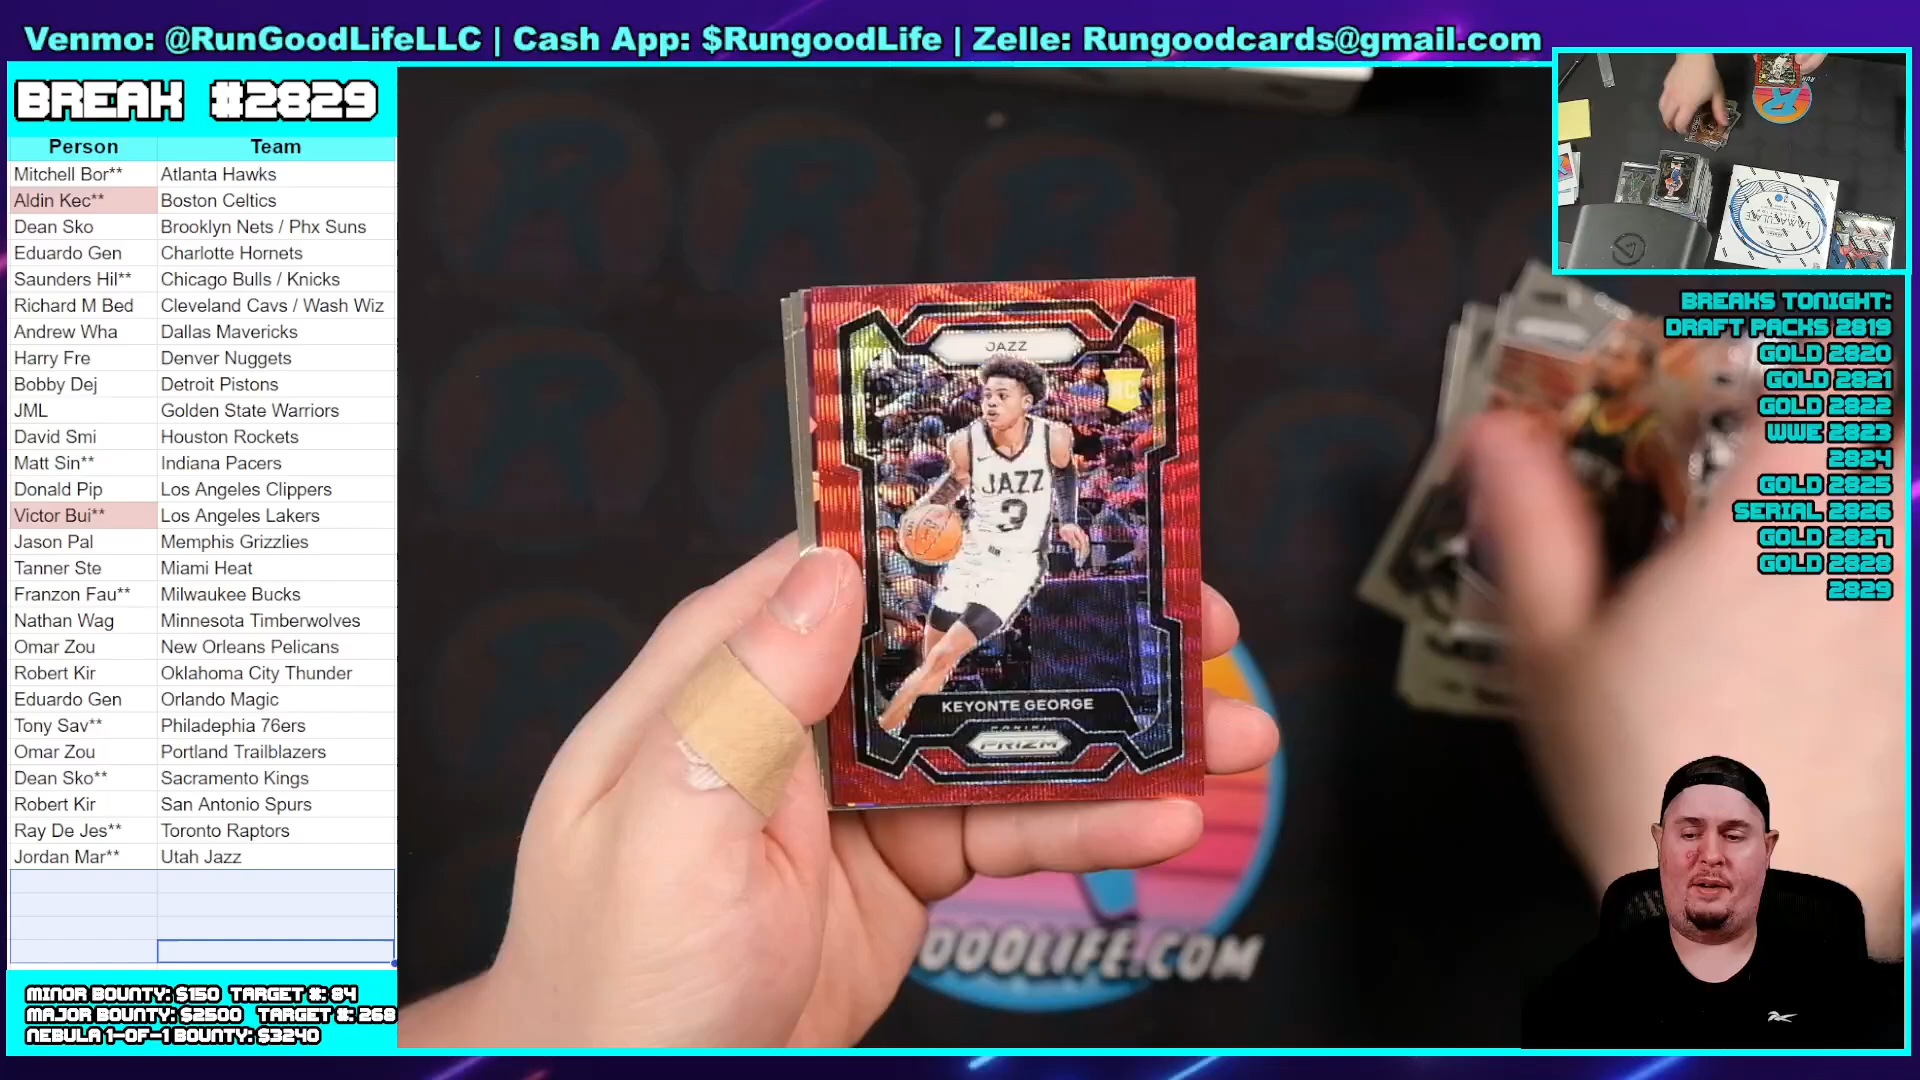 Venmo: @RunGoodLifeLLC | Cash App: $RungoodLife | Zelle: Rungoodcards@gmail.com
BREAK #2829
Person Team
Mitchell Bor** Atlanta Hawks
Aldin Kec** Boston Celtics
Dean Sko Brooklyn Nets / Phx Suns
Eduardo Gen Charlotte Hornets
Saunders Hil** Chicago Bulls / Knicks
Richard M Bed Cleveland Cavs / Wash Wiz
Andrew Wha Dallas Mavericks
Harry Fre Denver Nuggets
Bobby Dej Detroit Pistons
JML Golden State Warriors
David Smi Houston Rockets
Matt Sin** Indiana Pacers
Donald Pip Los Angeles Clippers
Victor Bui** Los Angeles Lakers
Jason Pal Memphis Grizzlies
Tanner Ste Miami Heat
Franzon Fau** Milwaukee Bucks
Nathan Wag Minnesota Timberwolves
Omar Zou New Orleans Pelicans
Robert Kir Oklahoma City Thunder
Eduardo Gen Orlando Magic
Tony Sav** Philadephia 76ers
Omar Zou Portland Trailblazers
Dean Sko** Sacramento Kings
Robert Kir San Antonio Spurs
Ray De Jes** Toronto Raptors
Jordan Mar** Utah Jazz
MINOR BOUNTY: $150 TARGET #: 84
MAJOR BOUNTY: $2500 TARGET #: 268
NEBULA 1-OF-1 BOUNTY: $3240
JAZZ
RC
JAZZ
3
KEYONTE GEORGE
PANINI
PRIZM
OODLIFE.COM
BREAKS TONIGHT:
DRAFT PACKS 2819
GOLD 2820
GOLD 2821
GOLD 2822
WWE 2823
2824
GOLD 2825
SERIAL 2826
GOLD 2827
GOLD 2828
2829
IMMACULATE